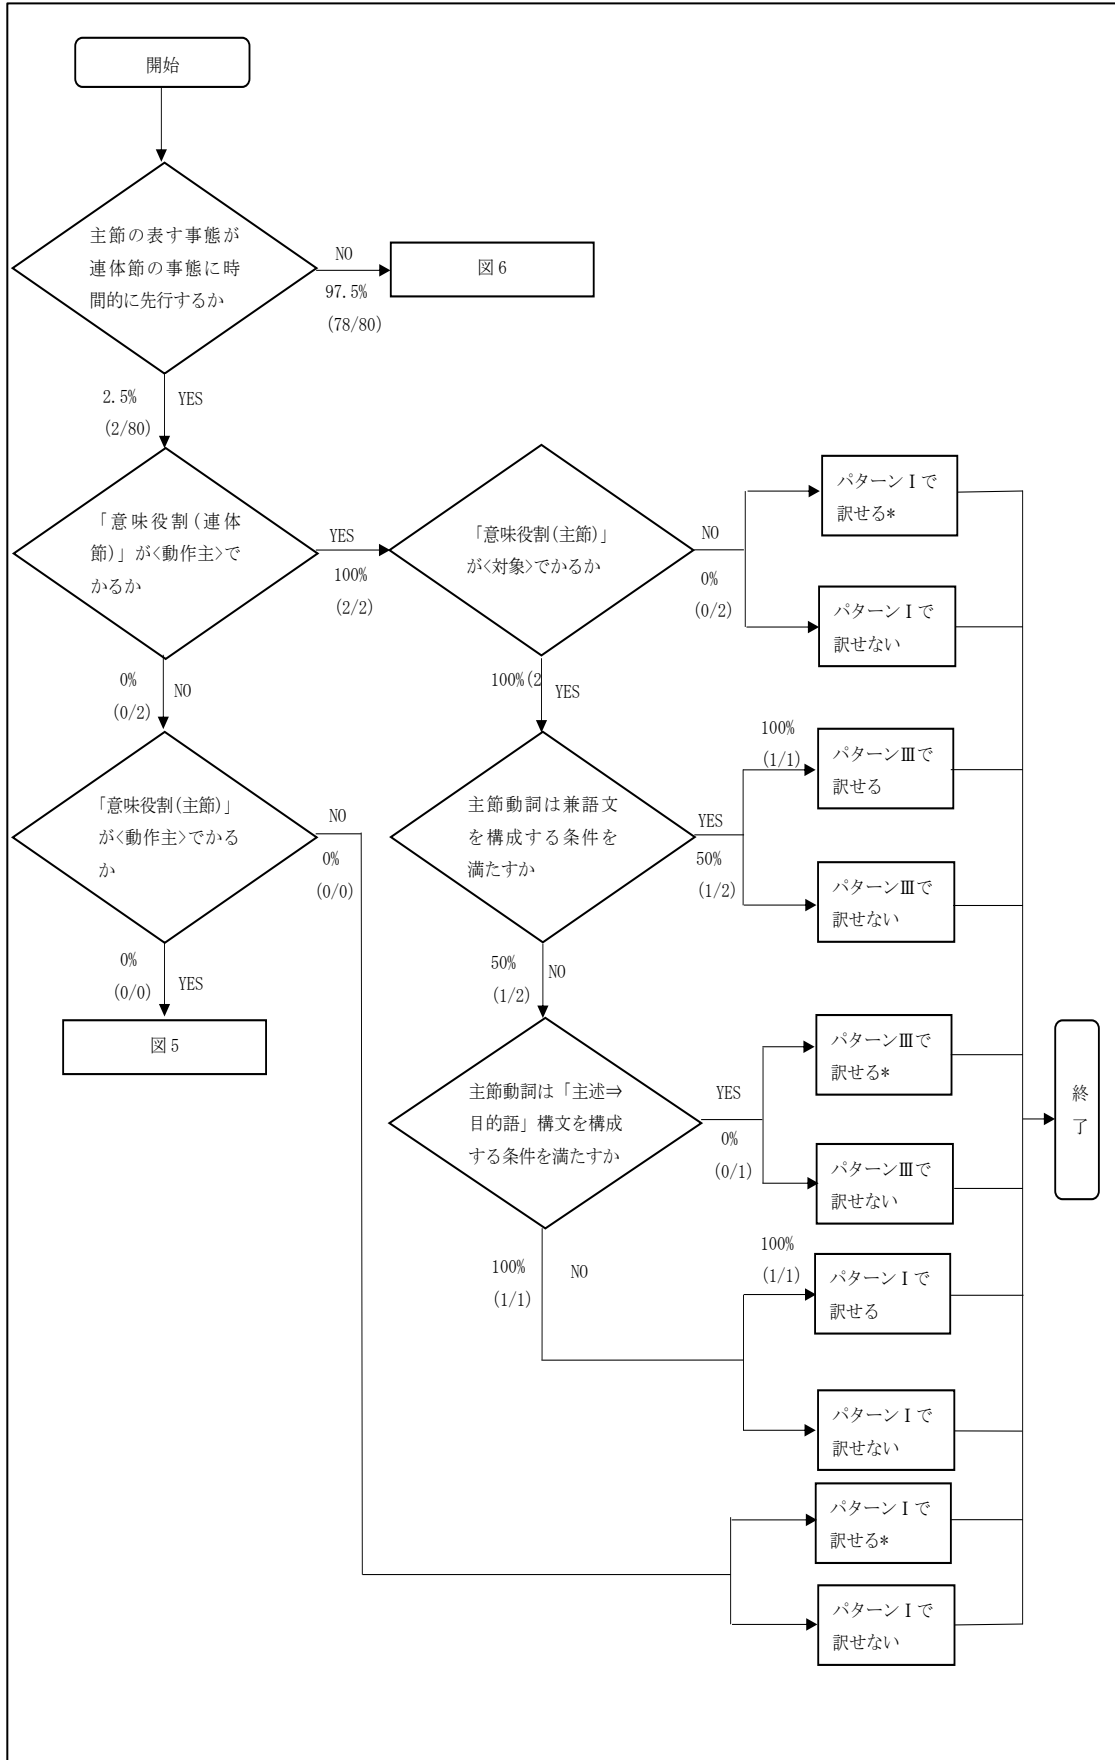 開始
主節の表す事態が
連体節の事態に時
間的に先行するか
NO
97.5%
(78/80)
図6
2.5%
(2/80)
YES
「意味役割(連体
節)」が<動作主>で
かるか
YES
100%
(2/2)
「意味役割(主節)」
が<対象>でかるか
NO
0%
(0/2)
パターンⅠで
訳せる*
パターンⅠで
訳せない
0%
(0/2)
NO
100%(2
YES
「意味役割(主節)」
が<動作主>でかる
か
NO
0%
(0/0)
主節動詞は兼語文
を構成する条件を
満たすか
YES
50%
(1/2)
100%
(1/1)
パターンⅢで
訳せる
パターンⅢで
訳せない
0%
(0/0)
YES
図5
50%
(1/2)
NO
主節動詞は「主述⇒
目的語」構文を構成
する条件を満たすか
YES
0%
(0/1)
パターンⅢで
訳せる*
パターンⅢで
訳せない
終
了
100%
(1/1)
NO
100%
(1/1)
パターンⅠで
訳せる
パターンⅠで
訳せない
パターンⅠで
訳せる*
パターンⅠで
訳せない